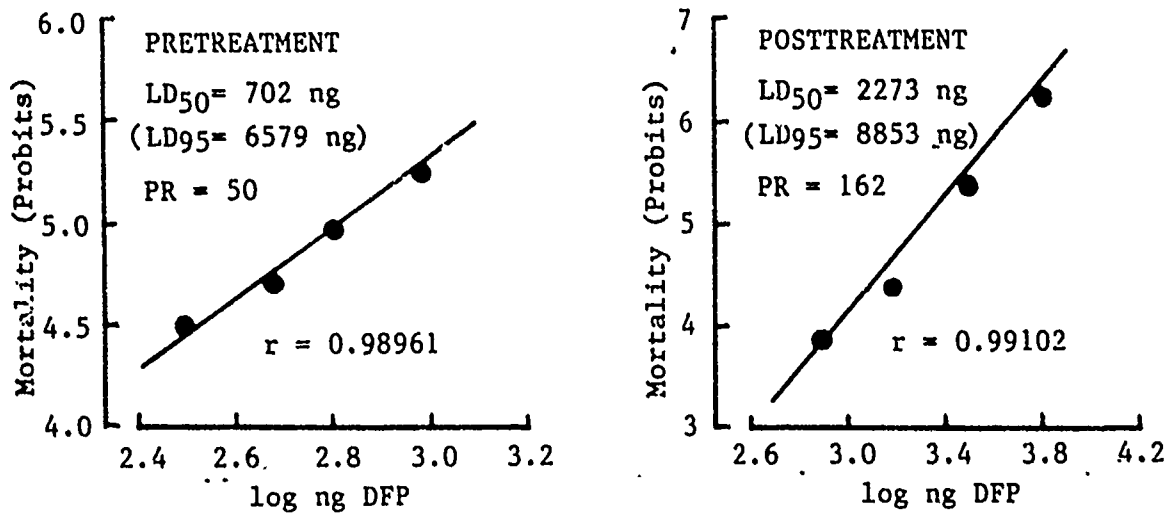 PRETREATMENT
LD50= 702 ng
(LD95= 6579 ng)
PR = 50
r = 0.98961
Mortality (Probits)
6.0
5.5
5.0
4.5
4.0
2.4 2.6 2.8 3.0 3.2
log ng DFP
POSTTREATMENT
LD50= 2273 ng
(LD95= 8853 ng)
PR = 162
r = 0.99102
Mortality (Probits)
7
6
5
4
3
2.6 3.0 3.4 3.8 4.2
log ng DFP